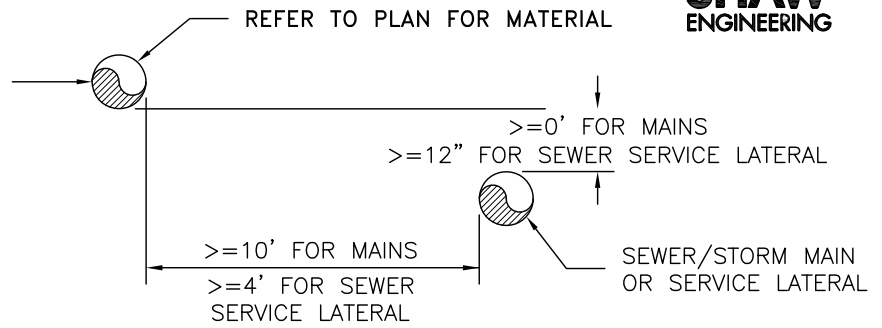 REFER TO PLAN FOR MATERIAL
SHAW
ENGINEERING
>=0' FOR MAINS
>=12” FOR SEWER SERVICE LATERAL
>=10' FOR MAINS
>=4' FOR SEWER
SERVICE LATERAL
SEWER/STORM MAIN
OR SERVICE LATERAL